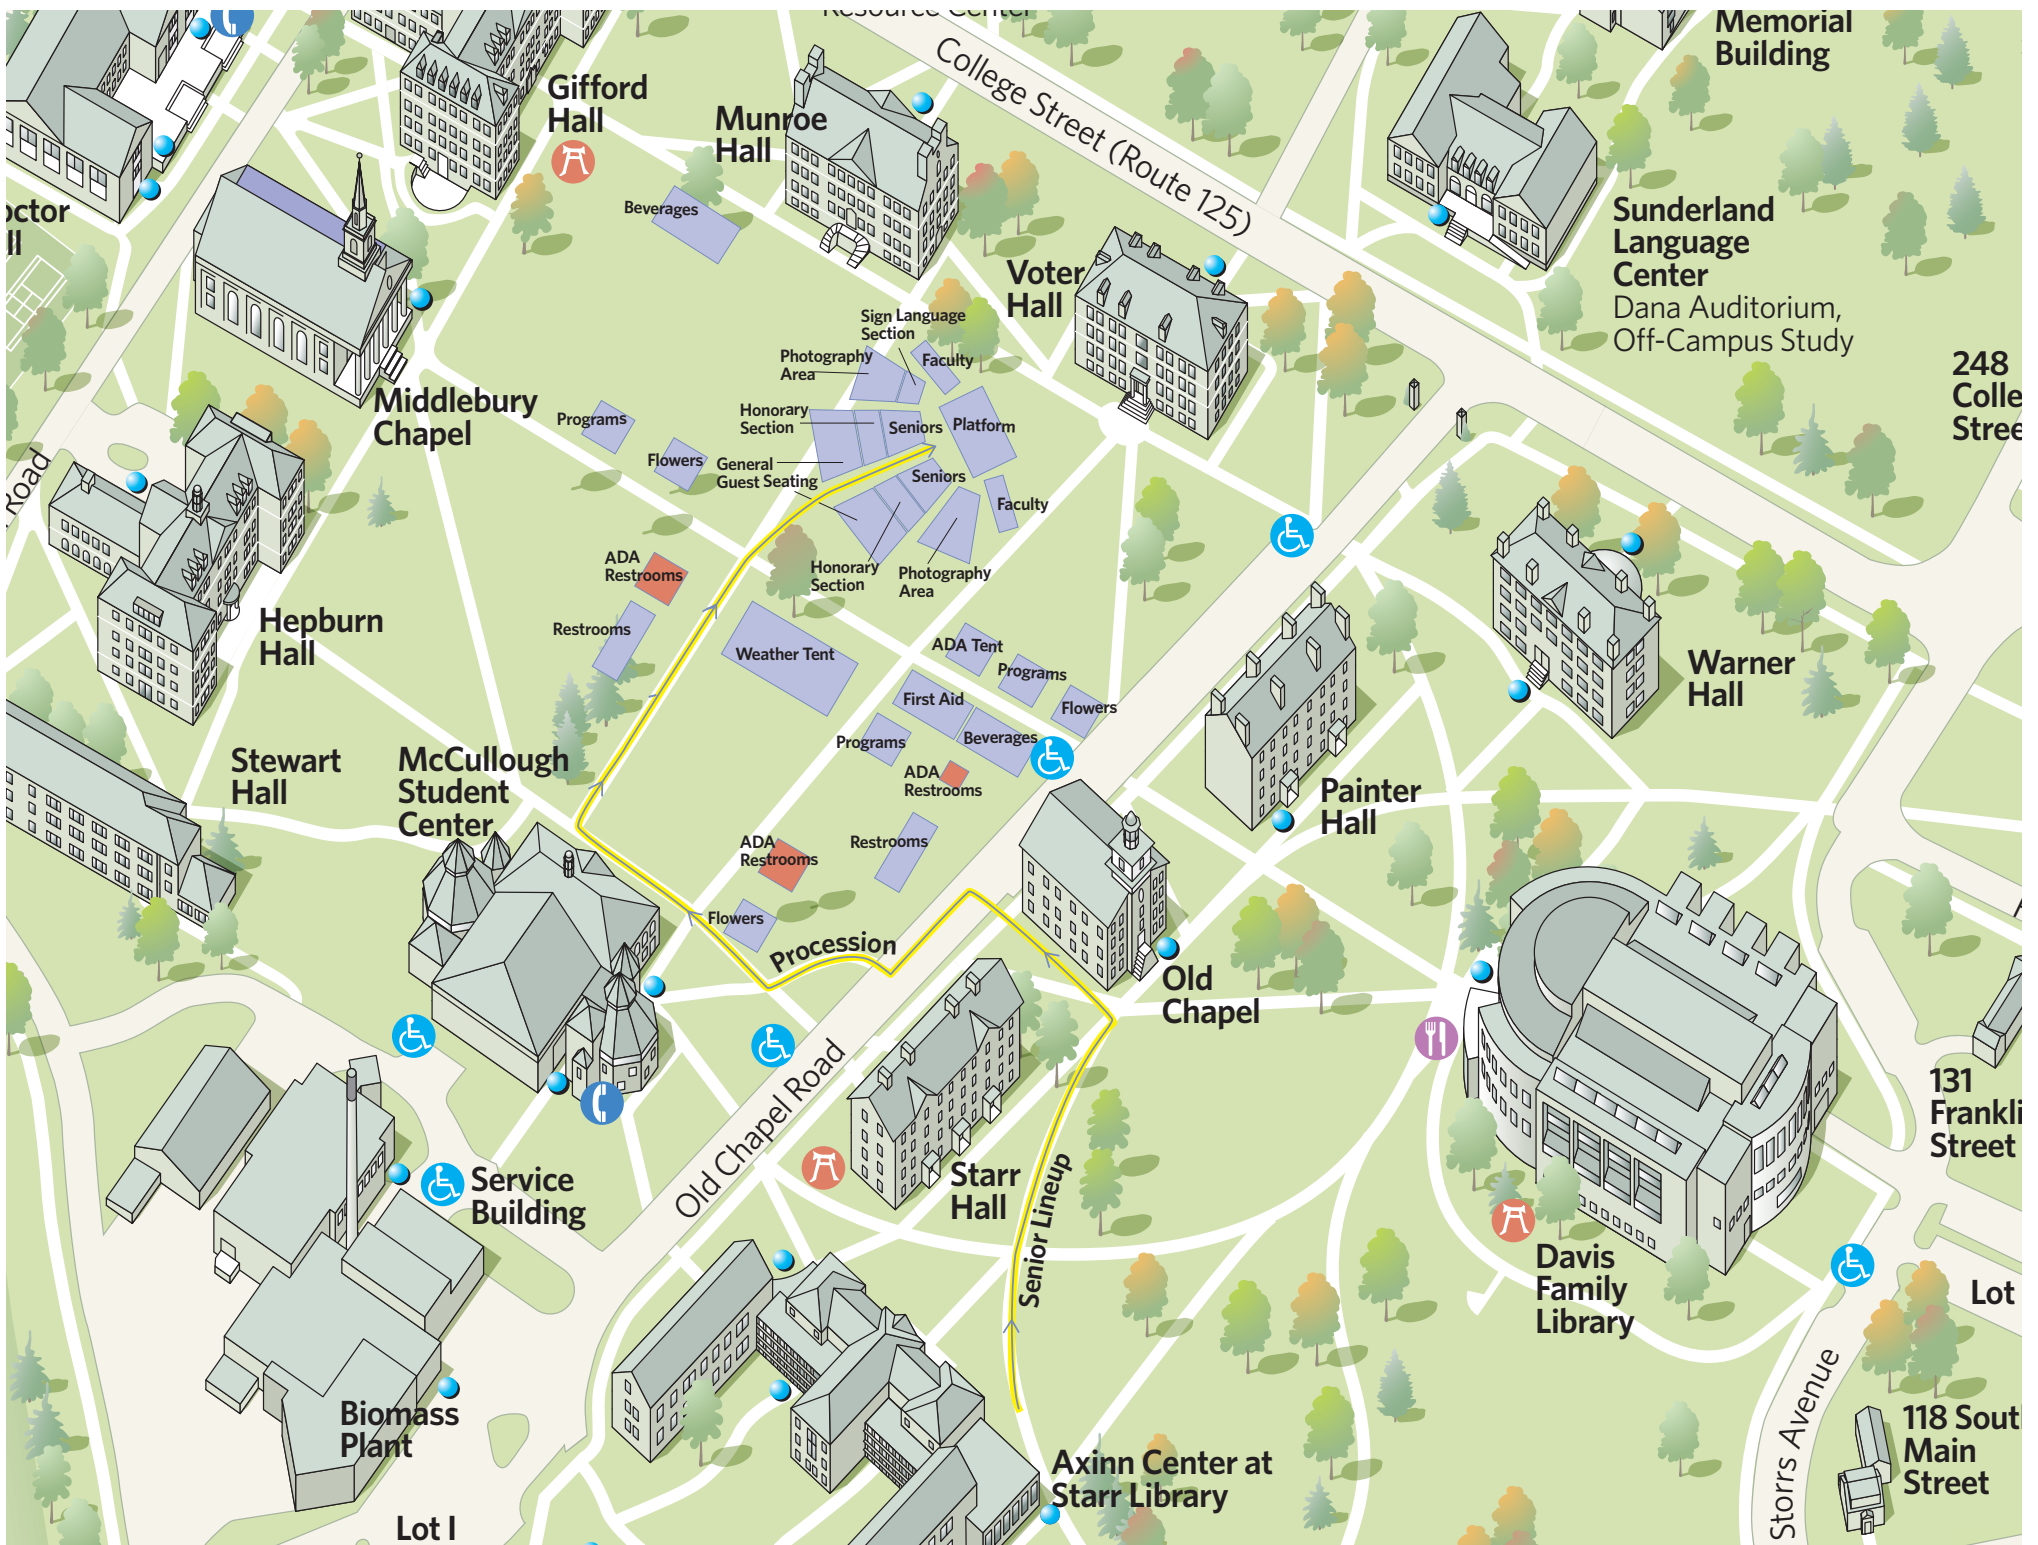 Resource Center
College Street (Route 125)
Memorial
Building
Gifford
Hall
Munroe
Hall
Beverages
Voter
Hall
Sunderland
Language
Center
Dana Auditorium,
Off-Campus Study
248
Colle
Stree
octor
ll
Road
Middlebury
Chapel
Sign Language
Section
Photography
Area
Faculty
Honorary
Section
Seniors
Platform
General
Guest Seating
Seniors
Faculty
Honorary
Section
Photography
Area
Programs
Flowers
ADA
Restrooms
Restrooms
Weather Tent
ADA Tent
Programs
Flowers
First Aid
Beverages
Programs
ADA
Restrooms
Restrooms
ADA
Restrooms
Flowers
Procession
Hepburn
Hall
Stewart
Hall
McCullough
Student
Center
Warner
Hall
Painter
Hall
Old
Chapel
Old Chapel Road
Starr
Hall
Senior Lineup
Service
Building
Biomass
Plant
Lot I
Axinn Center at
Starr Library
Davis
Family
Library
131
Frankli
Street
Lot
Storrs Avenue
118 Sout
Main
Street